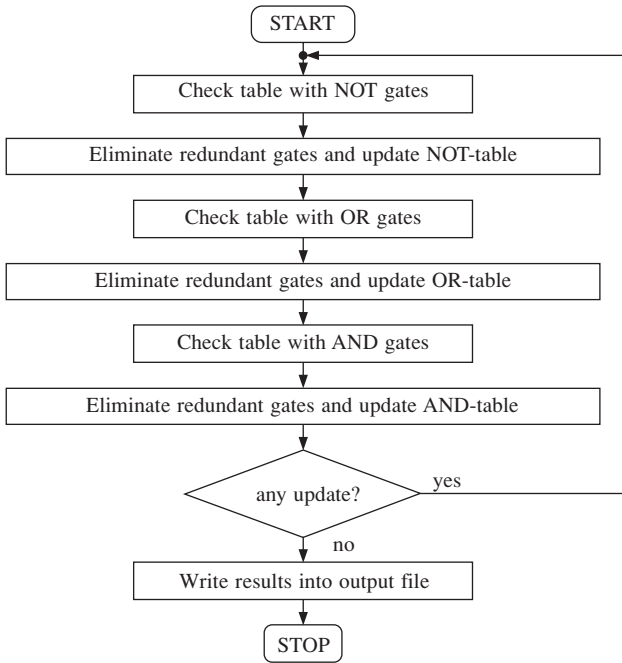 START
Check table with NOT gates
Eliminate redundant gates and update NOT-table
Check table with OR gates
Eliminate redundant gates and update OR-table
Check table with AND gates
Eliminate redundant gates and update AND-table
any update?
yes
no
Write results into output file
STOP